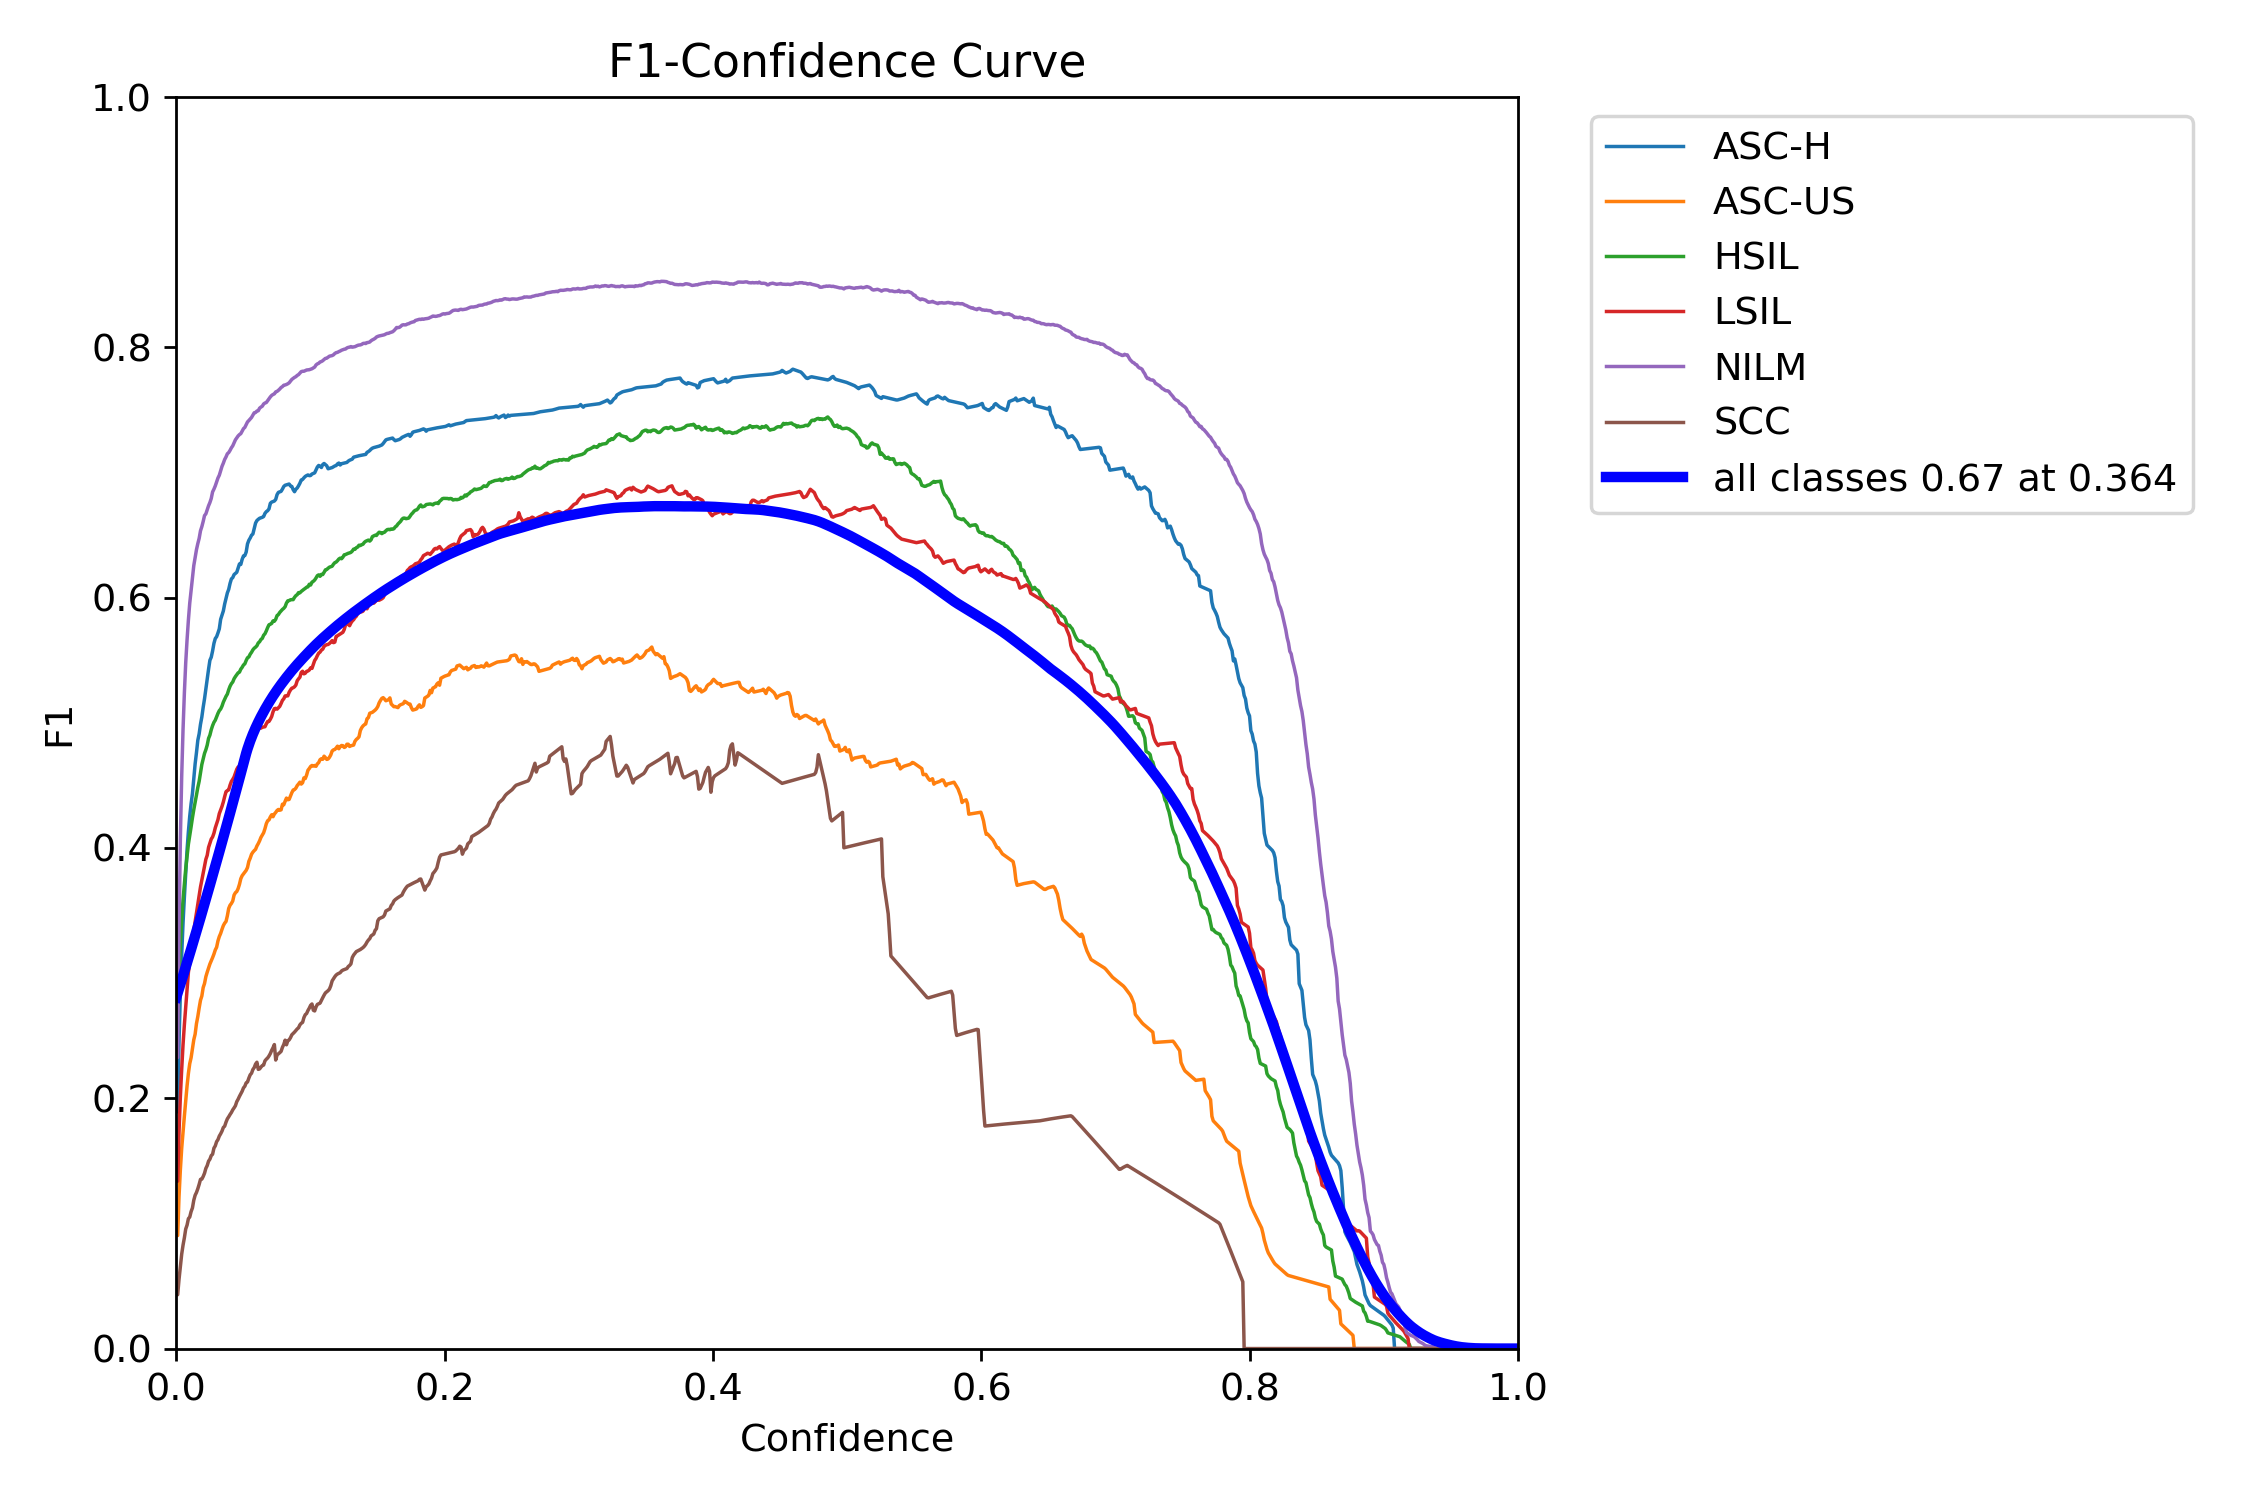 F1-Confidence Curve
F1
1.0
0.8
0.6
0.4
0.2
0.0
0.0 0.2 0.4 0.6 0.8 1.0
Confidence
ASC-H
ASC-US
HSIL
LSIL
NILM
SCC
all classes 0.67 at 0.364